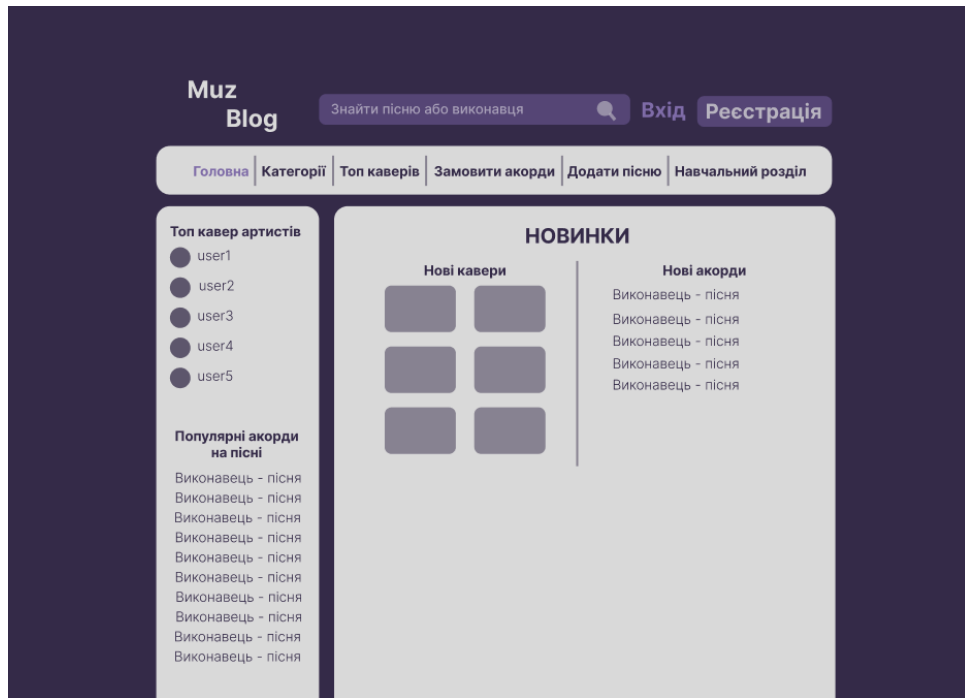 Muz
Blog
Знайти пісню або виконавця
Вхід
Реєстрація
Головна
Категорії
Топ каверів
Замовити акорди
Додати пісню
Навчальний розділ
Топ кавер артистів
user1
user2
user3
user4
user5
Популярні акорди
на пісні
Виконавець - пісня
Виконавець - пісня
Виконавець - пісня
Виконавець - пісня
Виконавець - пісня
Виконавець - пісня
Виконавець - пісня
Виконавець - пісня
Виконавець - пісня
Виконавець - пісня
НОВИНКИ
Нові кавери
Нові акорди
Виконавець - пісня
Виконавець - пісня
Виконавець - пісня
Виконавець - пісня
Виконавець - пісня